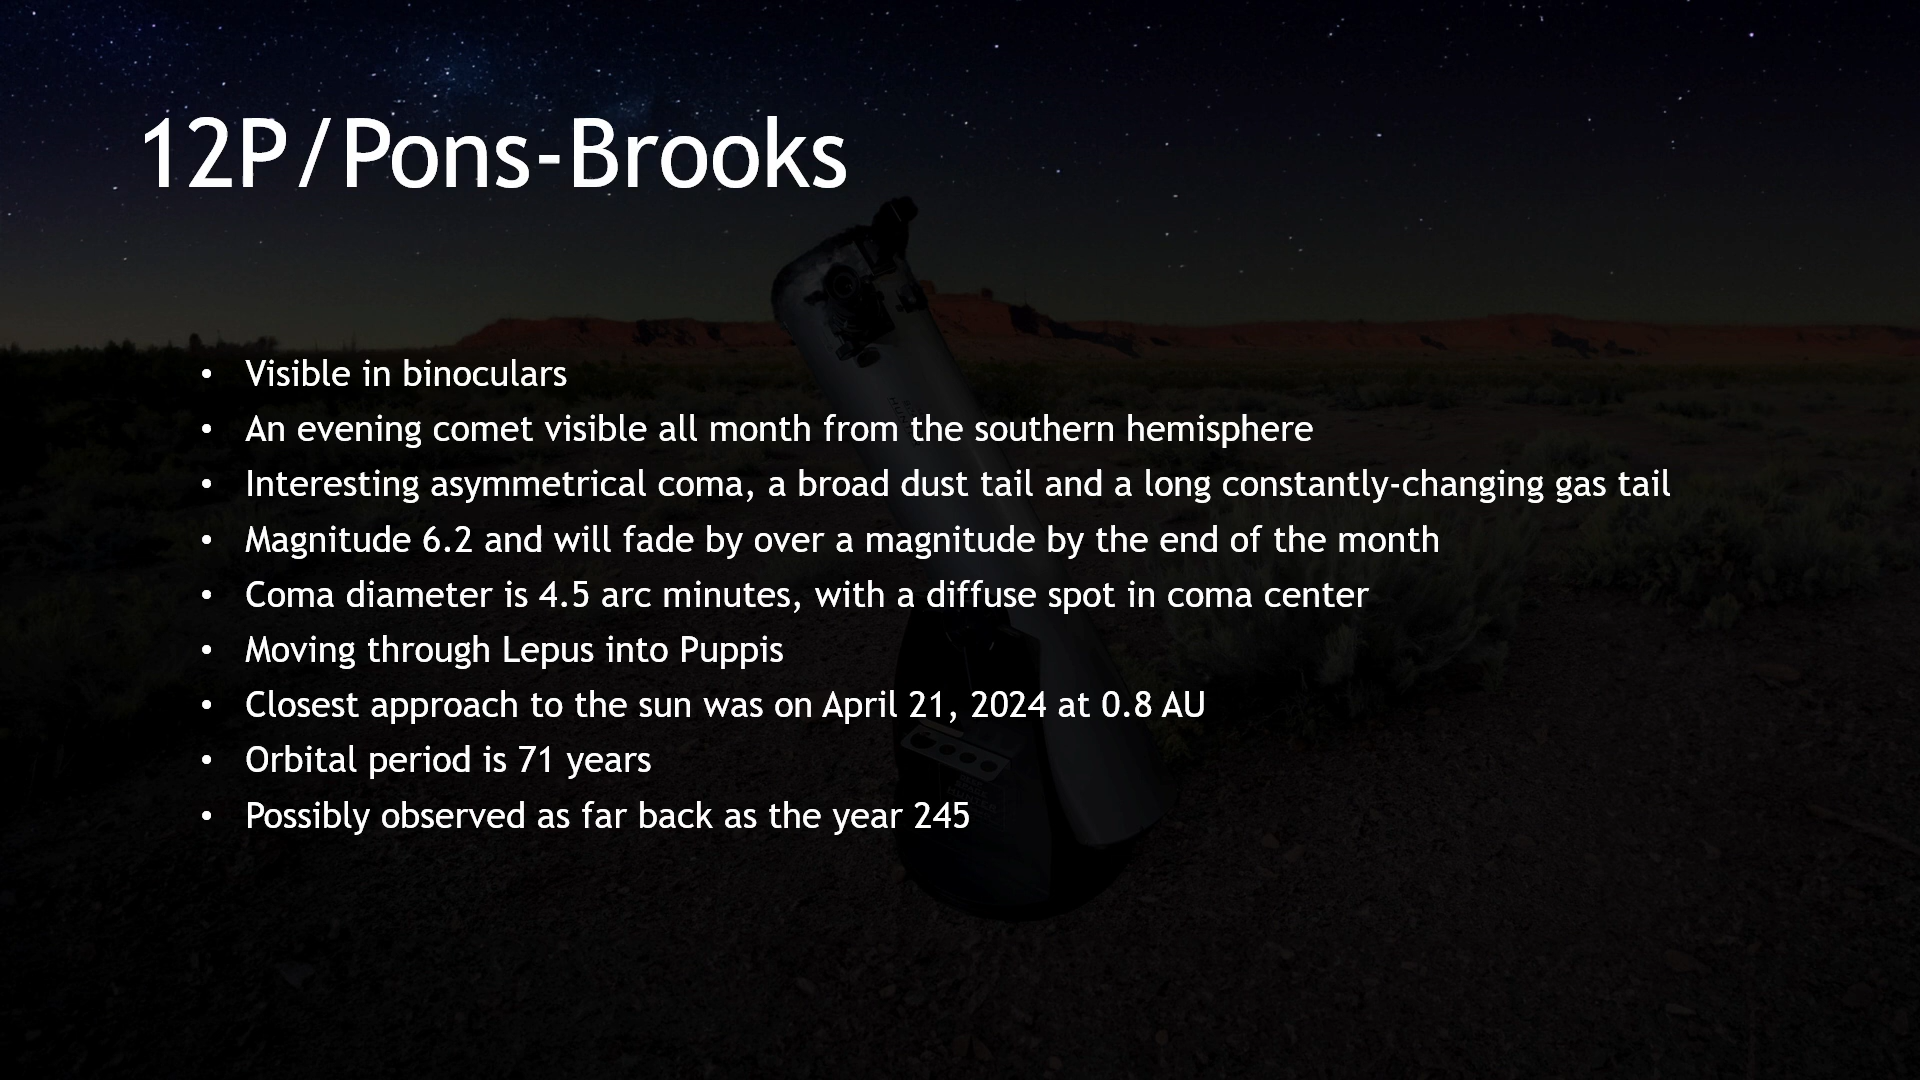 12P/Pons-Brooks
• Visible in binoculars
• An evening comet visible all month from the southern hemisphere
• Interesting asymmetrical coma, a broad dust tail and a long constantly-changing gas tail
• Magnitude 6.2 and will fade by over a magnitude by the end of the month
• Coma diameter is 4.5 arc minutes, with a diffuse spot in coma center
• Moving through Lepus into Puppis
• Closest approach to the sun was on April 21, 2024 at 0.8 AU
• Orbital period is 71 years
• Possibly observed as far back as the year 245